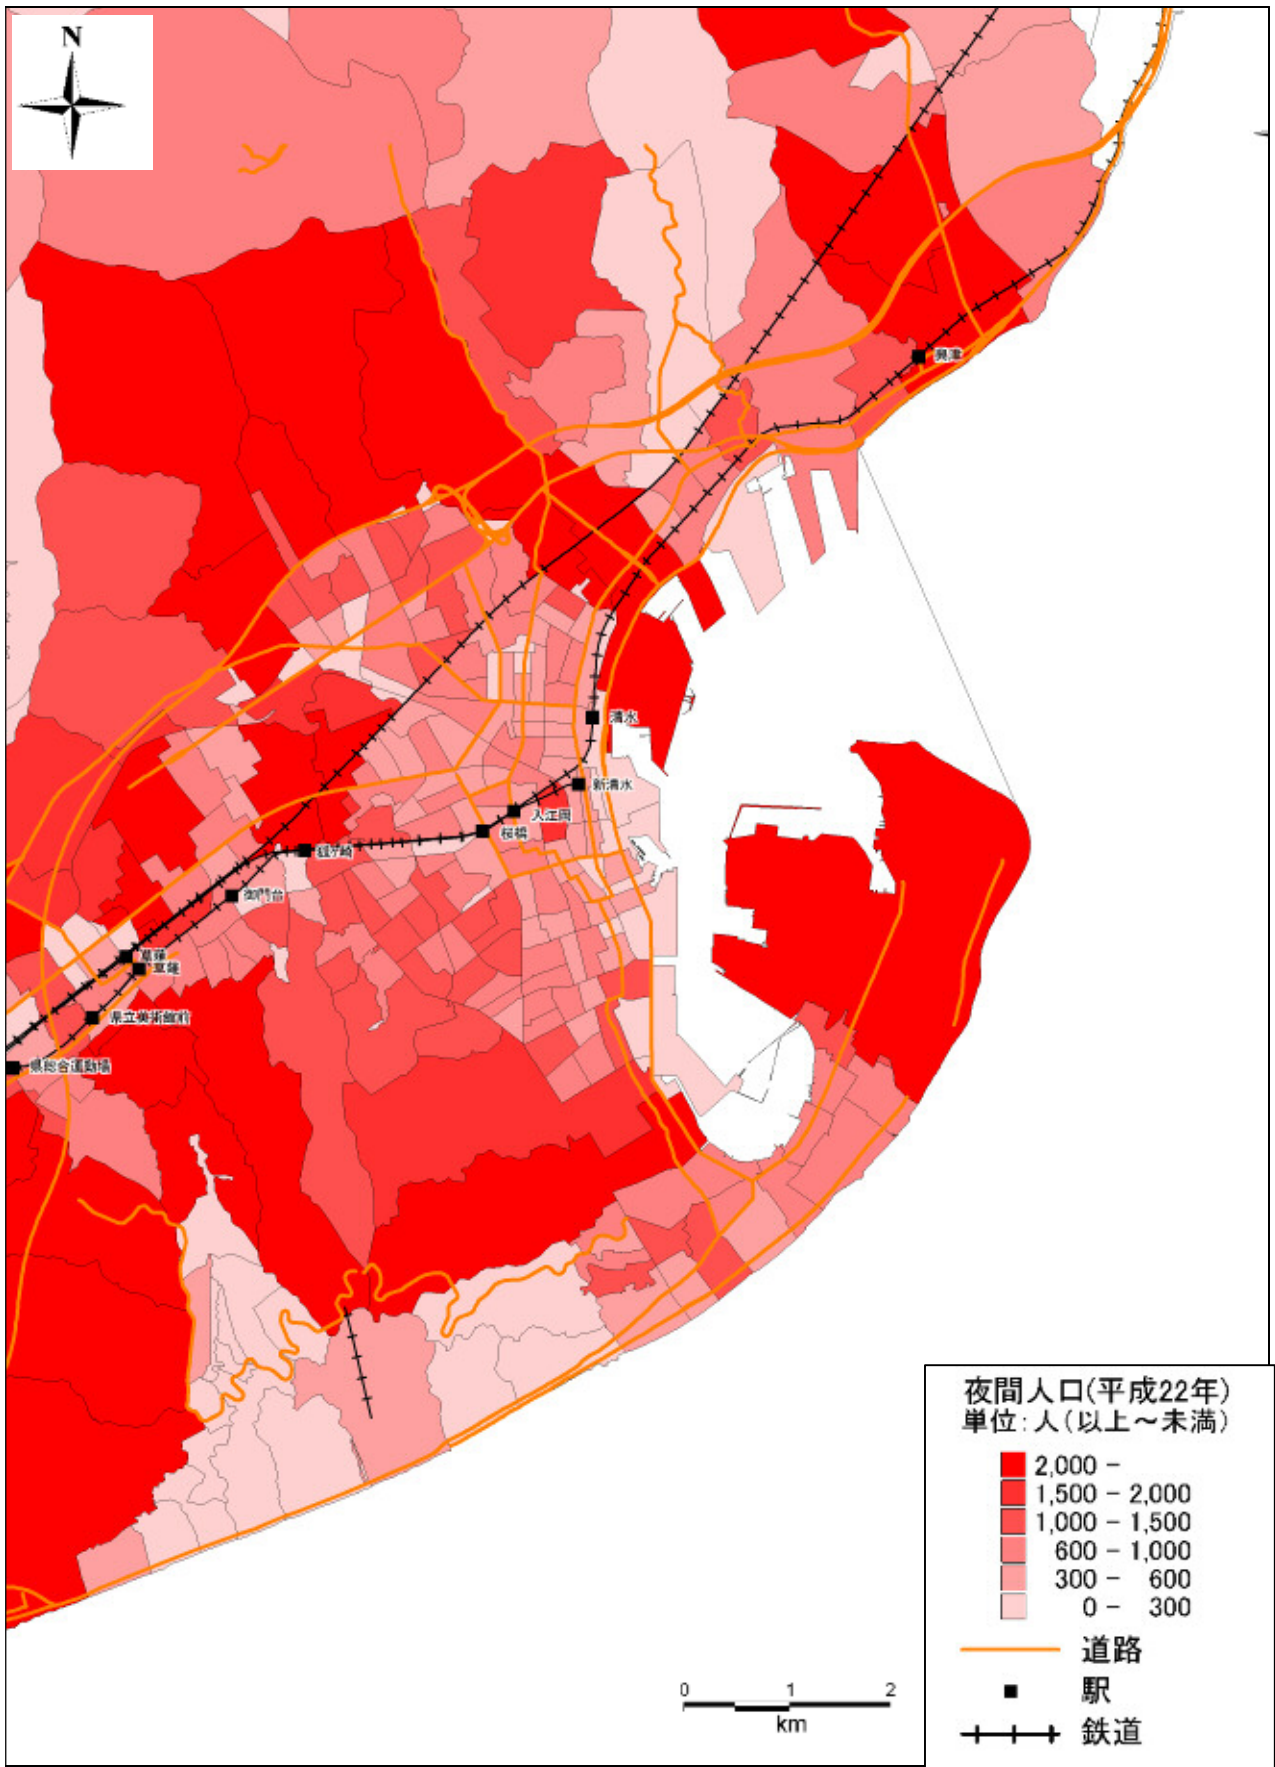 N
興津
清水
新清水
入江岡
桜橋
狐ヶ崎
御門台
草薙
草薙
県立美術館前
県総合運動場
夜間人口(平成22年)
単位:人(以上～未満)
2,000 -
1,500 - 2,000
1,000 - 1,500
600 - 1,000
300 - 600
0 - 300
道路
駅
鉄道
0 1 2
km